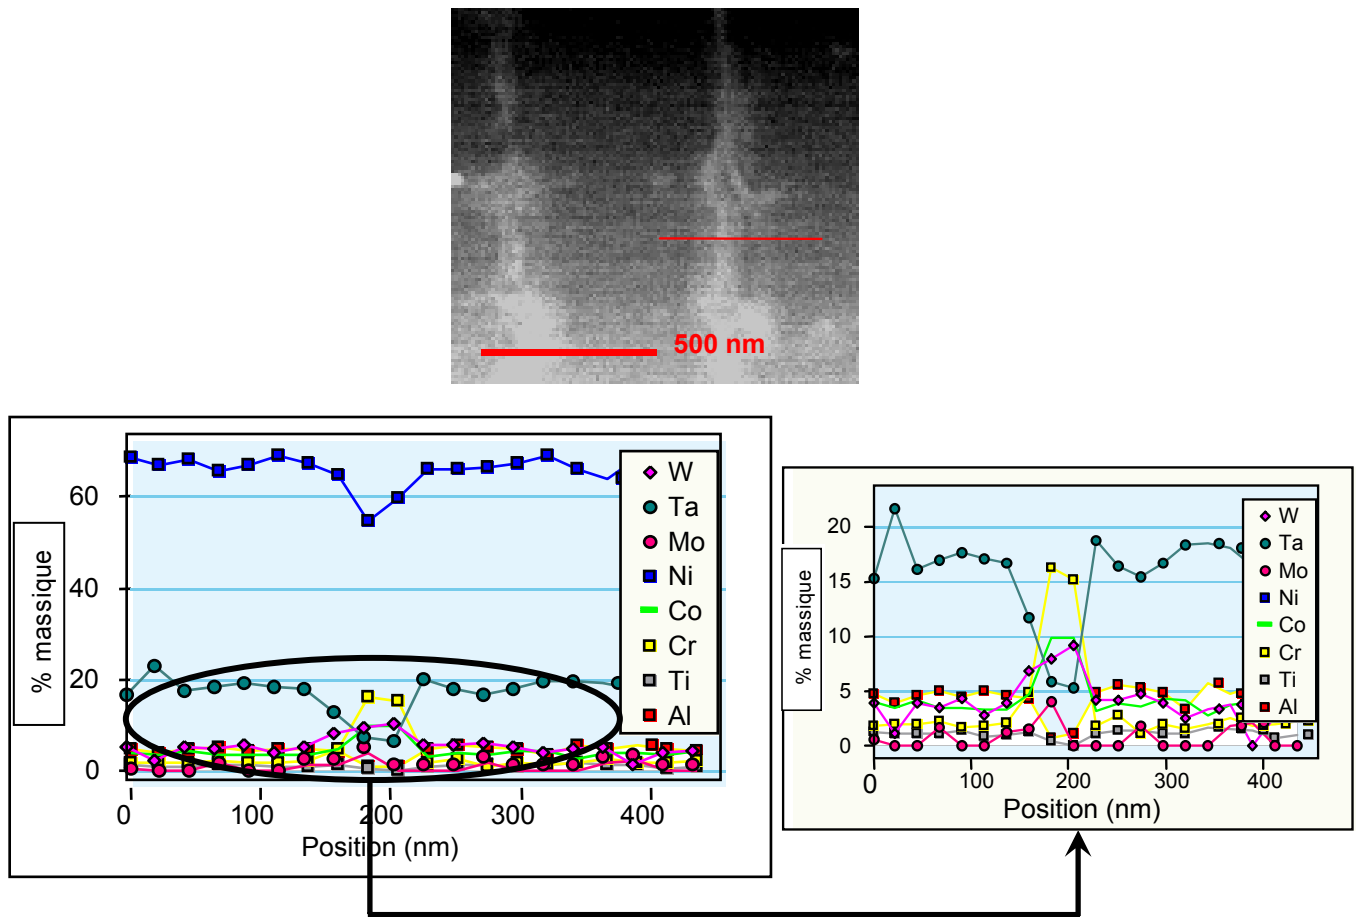 500 nm
% massique
60
40
20
0
0
100
200
300
400
Position (nm)
W
Ta
Mo
Ni
Co
Cr
Ti
Al
% massique
20
15
10
5
0
0
100
200
300
400
Position (nm)
W
Ta
Mo
Ni
Co
Cr
Ti
Al